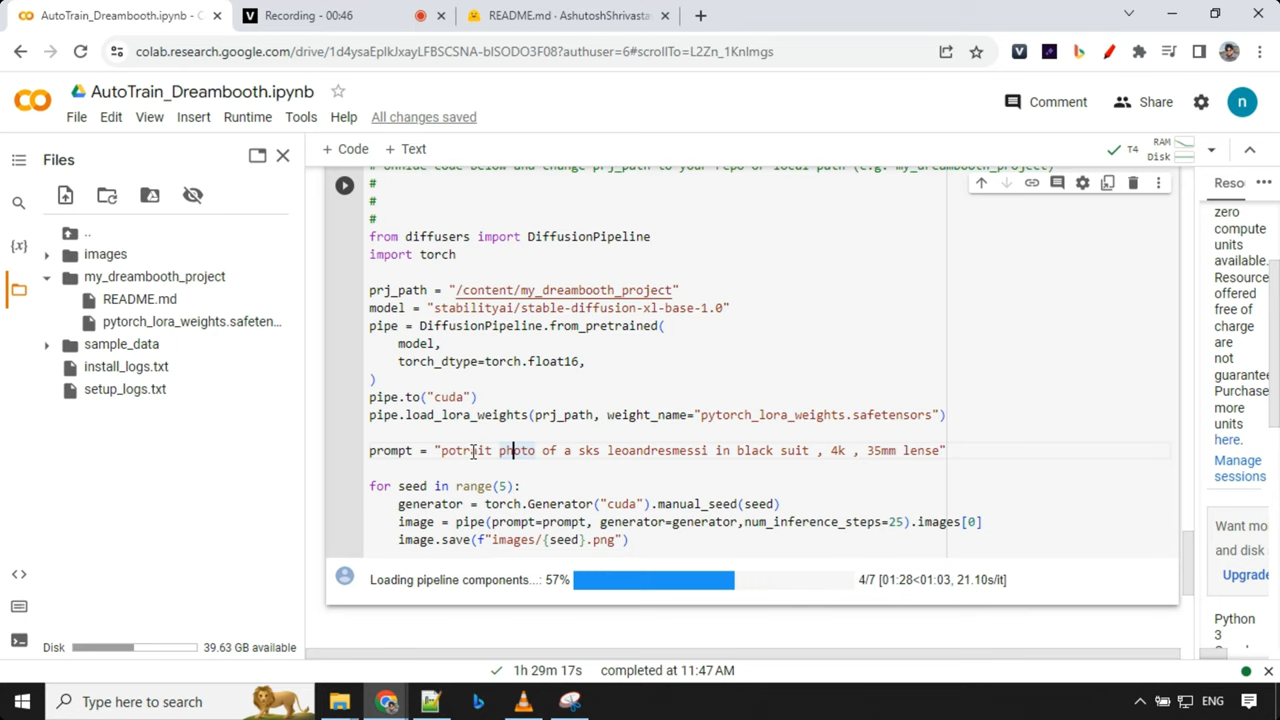 AutoTrain_Dreambooth.ipynb - C
Recording - 00:46
README.md · AshutoshShrivasta
colab.research.google.com/drive/1d4ysaEplkJxayLFBSCSNA-blSODO3F08?authuser=6#scrollTo=L2Zn_1Knlmgs
AutoTrain_Dreambooth.ipynb
File Edit View Insert Runtime Tools Help All changes saved
Comment Share n
Files
+ Code + Text
T4 RAM
Disk
..
images
my_dreambooth_project
README.md
pytorch_lora_weights.safeten...
sample_data
install_logs.txt
setup_logs.txt
Disk 39.63 GB available
# unhide code below and change prj_path to your repo or local path (e.g. my_dreambooth_project)
#
#
#
from diffusers import DiffusionPipeline
import torch
prj_path = "/content/my_dreambooth_project"
model = "stabilityai/stable-diffusion-xl-base-1.0"
pipe = DiffusionPipeline.from_pretrained(
model,
torch_dtype=torch.float16,
)
pipe.to("cuda")
pipe.load_lora_weights(prj_path, weight_name="pytorch_lora_weights.safetensors")
prompt = "potrait photo of a sks leoandresmessi in black suit , 4k , 35mm lense"
for seed in range(5):
generator = torch.Generator("cuda").manual_seed(seed)
image = pipe(prompt=prompt, generator=generator,num_inference_steps=25).images[0]
image.save(f"images/{seed}.png")
Loading pipeline components...: 57% 4/7 [01:28<01:03, 21.10s/it]
Reso
zero
compute
units
available.
Resource
offered
free of
charge
are
not
guarantee
Purchase
more
units
here.
Manage
sessions
Want mo
and disk
Upgrade
Python
3
1h 29m 17s completed at 11:47AM
Type here to search
ENG